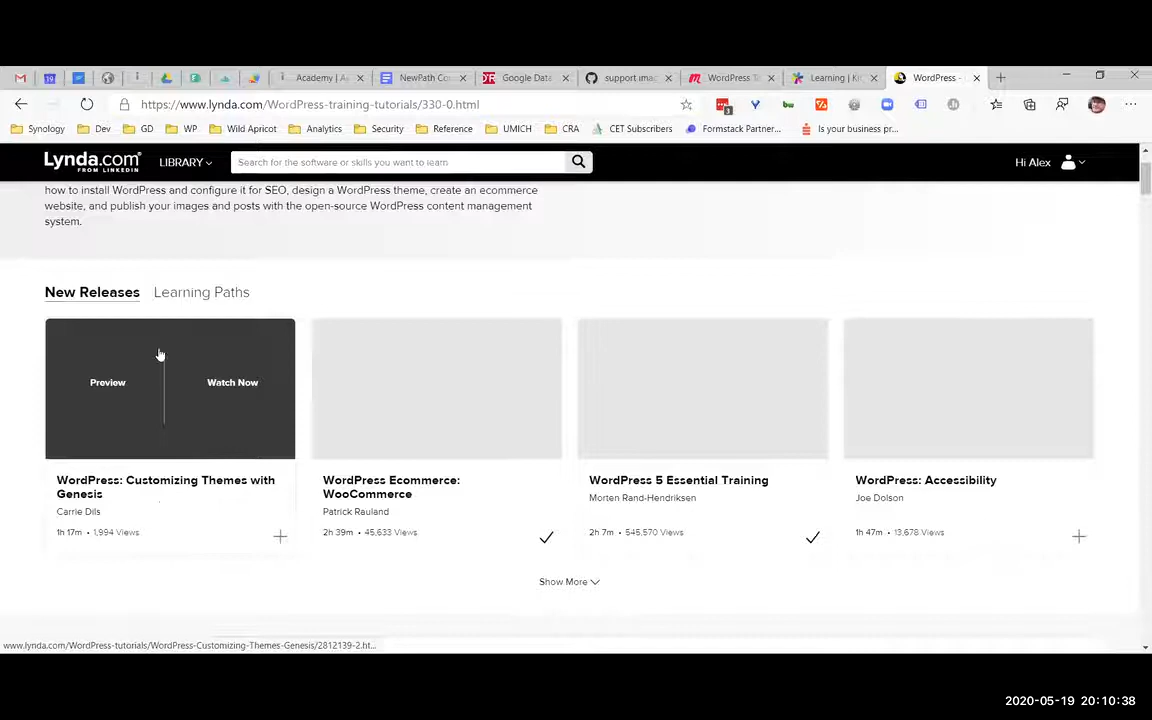 Academy | A
NewPath Co
Google Dat
support ima
WordPress T
Learning | Ki
WordPress -
https://www.lynda.com/WordPress-training-tutorials/330-0.html
Synology
Dev
GD
WP
Wild Apricot
Analytics
Security
Reference
UMICH
CRA
CET Subscribers
Formstack Partner...
Is your business pr...
Lynda.com
FROM LINKEDIN
LIBRARY
Search for the software or skills you want to learn
Hi Alex
how to install WordPress and configure it for SEO, design a WordPress theme, create an ecommerce
website, and publish your images and posts with the open-source WordPress content management
system.
New Releases Learning Paths
Preview
Watch Now
WordPress: Customizing Themes with
Genesis
Carrie Dils
1h 17m • 1,994 Views
WordPress Ecommerce:
WooCommerce
Patrick Rauland
2h 39m • 45,633 Views
WordPress 5 Essential Training
Morten Rand-Hendriksen
2h 7m • 545,570 Views
WordPress: Accessibility
Joe Dolson
1h 47m • 13,678 Views
Show More
www.lynda.com/WordPress-tutorials/WordPress-Customizing-Themes-Genesis/2812139-2.ht...
2020-05-19 20:10:38